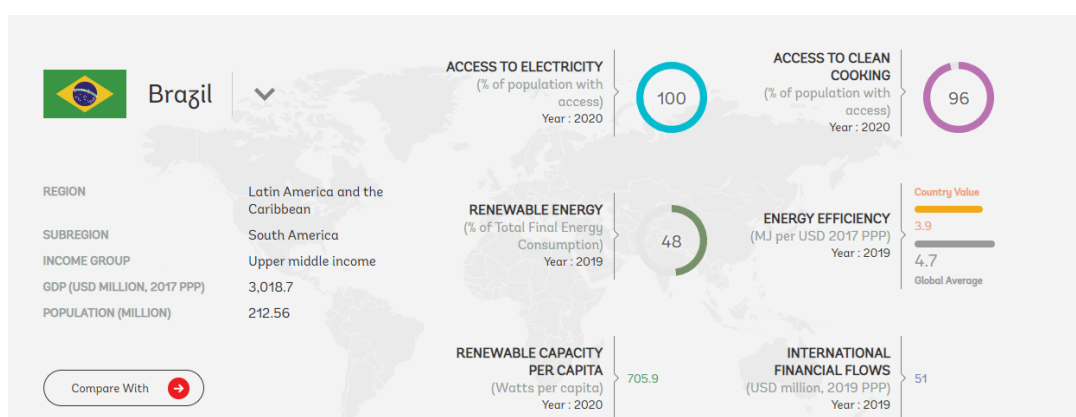 Brazil
REGION
Latin America and the
Caribbean
SUBREGION
South America
INCOME GROUP
Upper middle income
GDP (USD MILLION, 2017 PPP)
3,018.7
POPULATION (MILLION)
212.56
Compare With
ACCESS TO ELECTRICITY
(% of population with
access)
Year : 2020
100
ACCESS TO CLEAN
COOKING
(% of population with
access)
Year : 2020
96
RENEWABLE ENERGY
(% of Total Final Energy
Consumption)
Year : 2019
48
ENERGY EFFICIENCY
(MJ per USD 2017 PPP)
Year : 2019
Country Value
3.9
4.7
Global Average
RENEWABLE CAPACITY
PER CAPITA
(Watts per capita)
Year : 2020
705.9
INTERNATIONAL
FINANCIAL FLOWS
(USD million, 2019 PPP)
Year : 2019
51